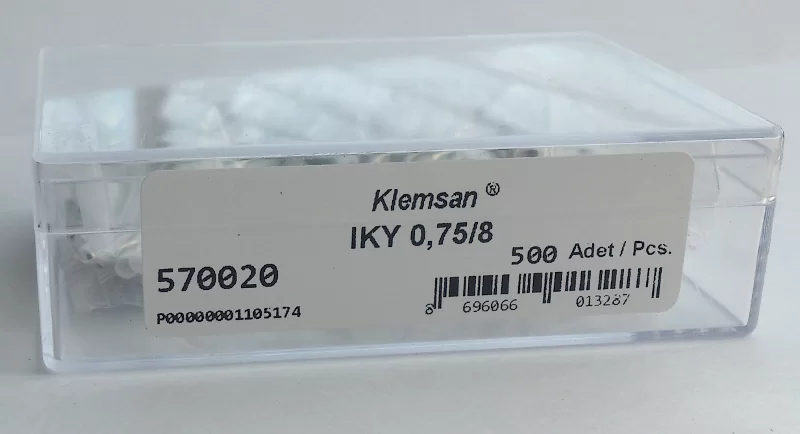 Klemsan ®
IKY 0,75/8
570020
500 Adet / Pcs.
P00000001105174
8 696066 013287